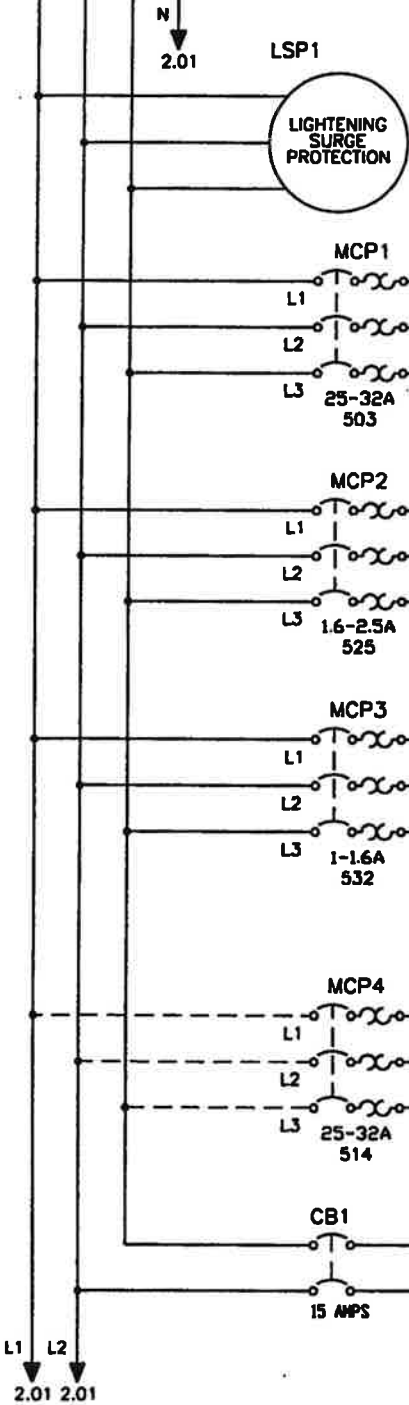 N
2.01
LSP1
LIGHTENING
SURGE
PROTECTION
MCP1
L1
L2
L3
25-32A
503
MCP2
L1
L2
L3
1.6-2.5A
525
MCP3
L1
L2
L3
1-1.6A
532
MCP4
L1
L2
L3
25-32A
514
CB1
15 AMPS
L1 L2
2.01 2.01